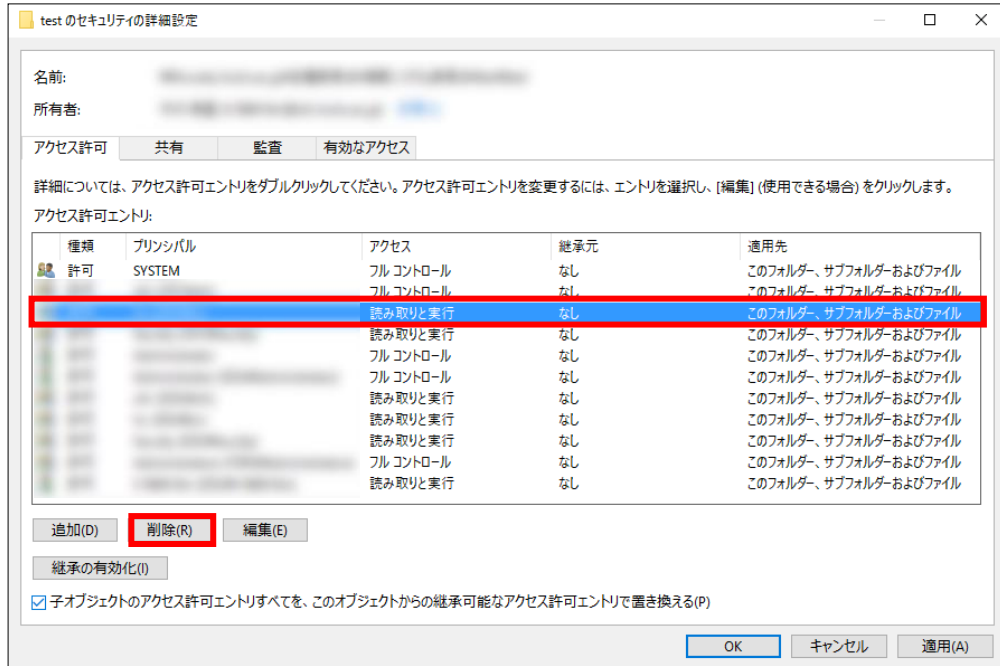 test のセキュリティの詳細設定
名前:
所有者:
アクセス許可 共有 監査 有効なアクセス
詳細については、アクセス許可エントリをダブルクリックしてください。アクセス許可エントリを変更するには、エントリを選択し、[編集] (使用できる場合) をクリックします。
アクセス許可エントリ:
種類 プリンシパル アクセス 継承元 適用先
許可 SYSTEM フル コントロール なし このフォルダー、サブフォルダーおよびファイル
フル コントロール なし このフォルダー、サブフォルダーおよびファイル
読み取りと実行 なし このフォルダー、サブフォルダーおよびファイル
読み取りと実行 なし このフォルダー、サブフォルダーおよびファイル
フル コントロール なし このフォルダー、サブフォルダーおよびファイル
フル コントロール なし このフォルダー、サブフォルダーおよびファイル
読み取りと実行 なし このフォルダー、サブフォルダーおよびファイル
読み取りと実行 なし このフォルダー、サブフォルダーおよびファイル
読み取りと実行 なし このフォルダー、サブフォルダーおよびファイル
フル コントロール なし このフォルダー、サブフォルダーおよびファイル
読み取りと実行 なし このフォルダー、サブフォルダーおよびファイル
追加(D) 削除(R) 編集(E)
継承の有効化(I)
子オブジェクトのアクセス許可エントリすべてを、このオブジェクトからの継承可能なアクセス許可エントリで置き換える(P)
OK キャンセル 適用(A)